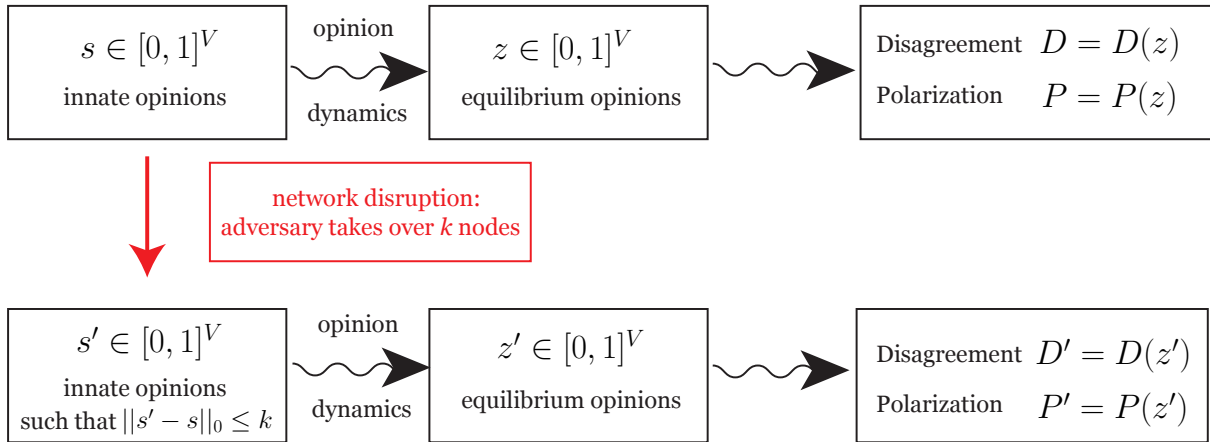 s ∈ [0, 1]^V
innate opinions
opinion
dynamics
z ∈ [0, 1]^V
equilibrium opinions
Disagreement D = D(z)
Polarization P = P(z)
network disruption:
adversary takes over k nodes
s′ ∈ [0, 1]^V
innate opinions
such that ||s′ − s||₀ ≤ k
opinion
dynamics
z′ ∈ [0, 1]^V
equilibrium opinions
Disagreement D′ = D(z′)
Polarization P′ = P(z′)